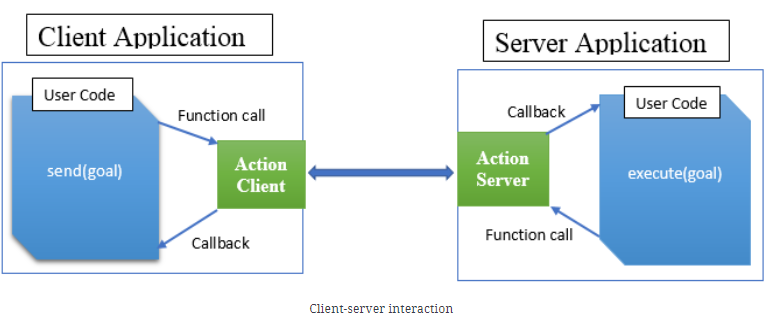 Client Application
Server Application
User Code
Function call
send(goal)
Action
Client
Callback
Callback
User Code
Action
Server
execute(goal)
Function call
Client-server interaction